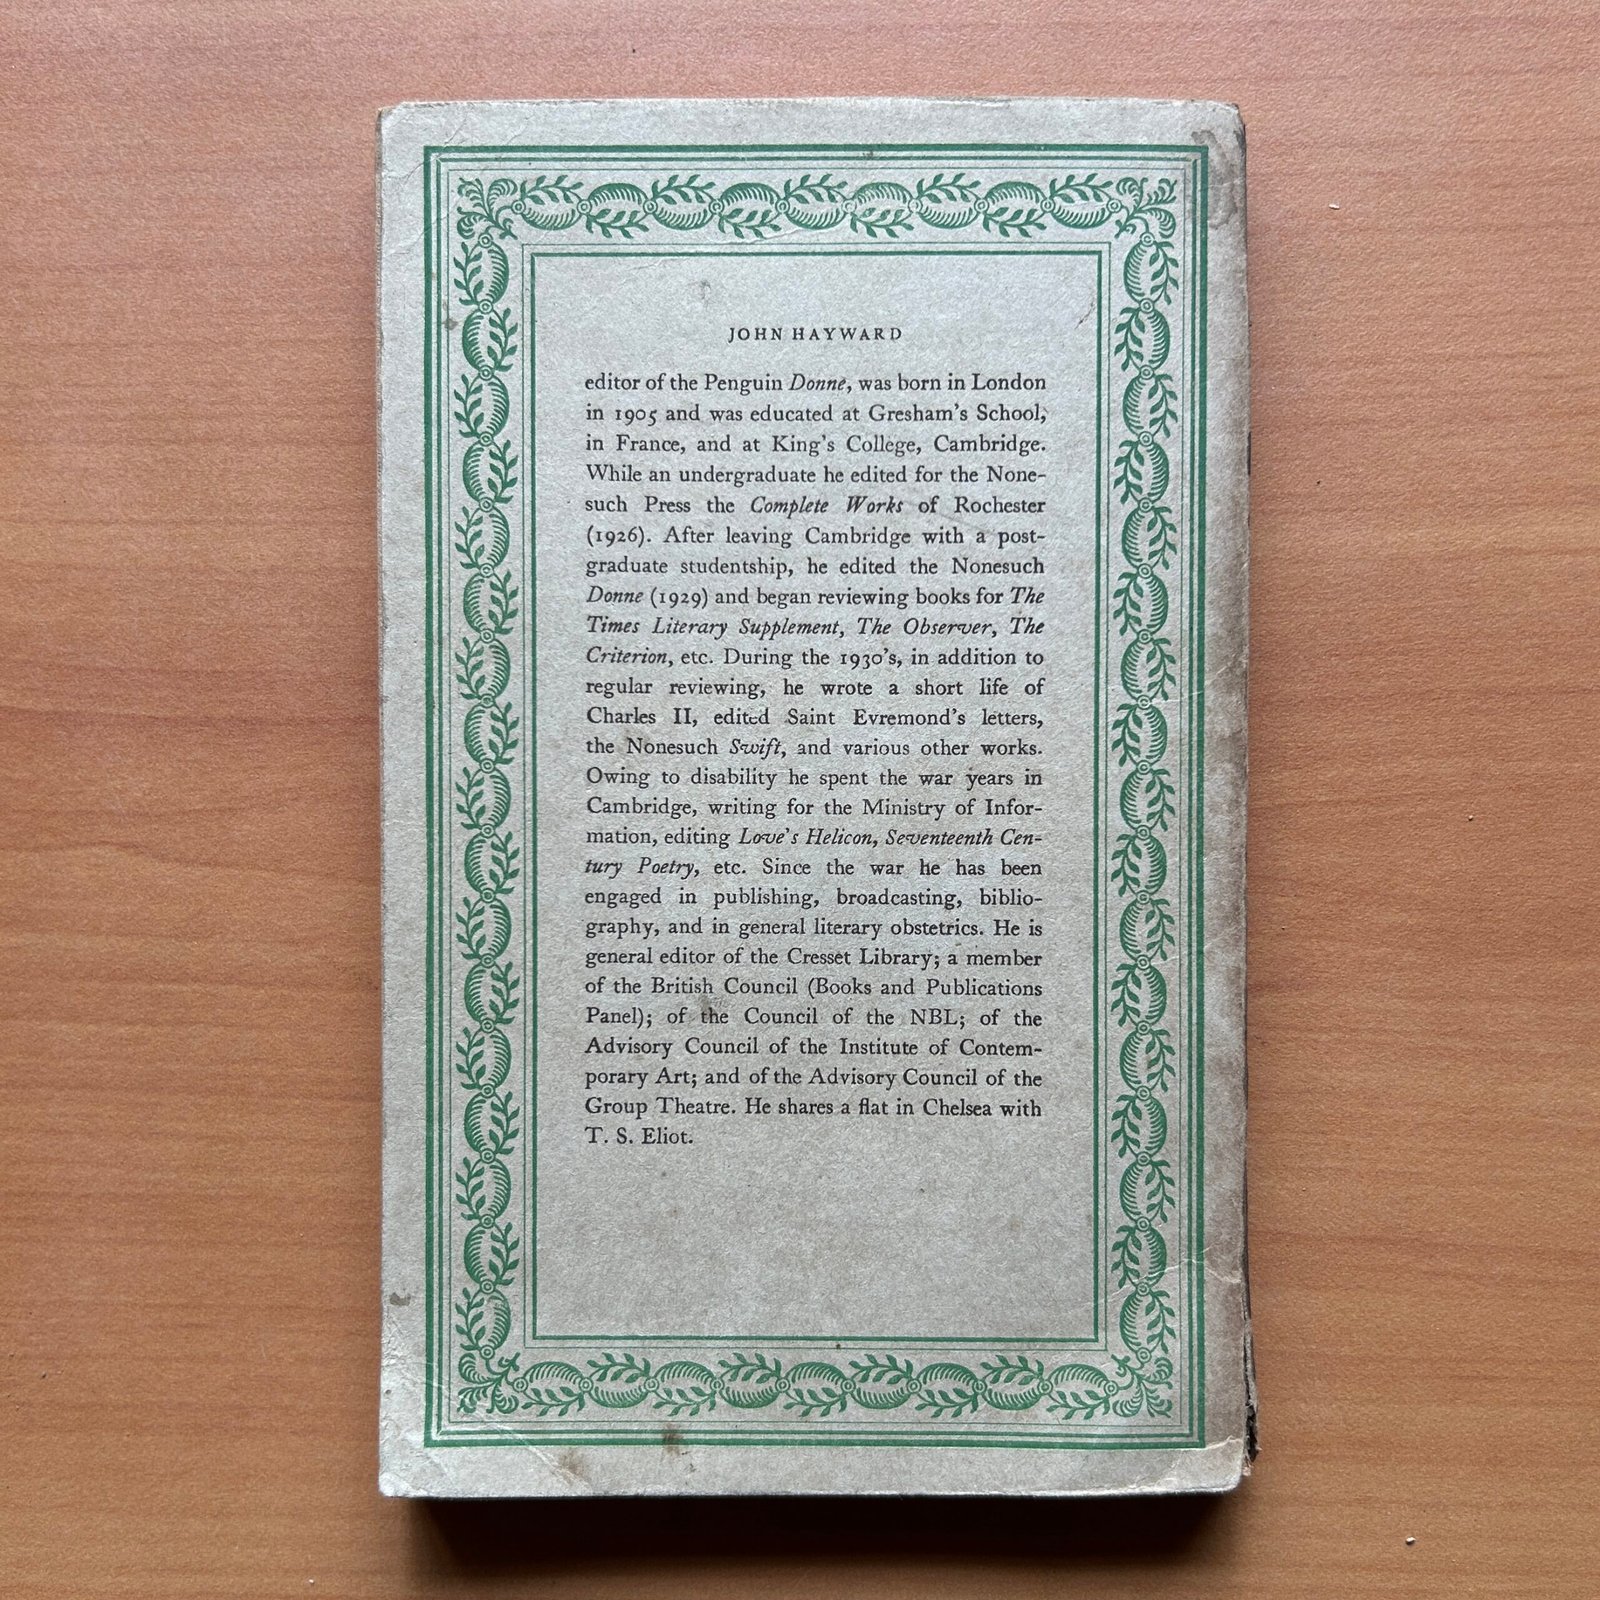 JOHN HAYWARD
editor of the Penguin Donne, was born in London
in 1905 and was educated at Gresham's School,
in France, and at King's College, Cambridge.
While an undergraduate he edited for the None-
such Press the Complete Works of Rochester
(1926). After leaving Cambridge with a post-
graduate studentship, he edited the Nonesuch
Donne (1929) and began reviewing books for The
Times Literary Supplement, The Observer, The
Criterion, etc. During the 1930's, in addition to
regular reviewing, he wrote a short life of
Charles II, edited Saint Evremond's letters,
the Nonesuch Swift, and various other works.
Owing to disability he spent the war years in
Cambridge, writing for the Ministry of Infor-
mation, editing Love's Helicon, Seventeenth Cen-
tury Poetry, etc. Since the war he has been
engaged in publishing, broadcasting, biblio-
graphy, and in general literary obstetrics. He is
general editor of the Cresset Library; a member
of the British Council (Books and Publications
Panel); of the Council of the NBL; of the
Advisory Council of the Institute of Contem-
porary Art; and of the Advisory Council of the
Group Theatre. He shares a flat in Chelsea with
T. S. Eliot.